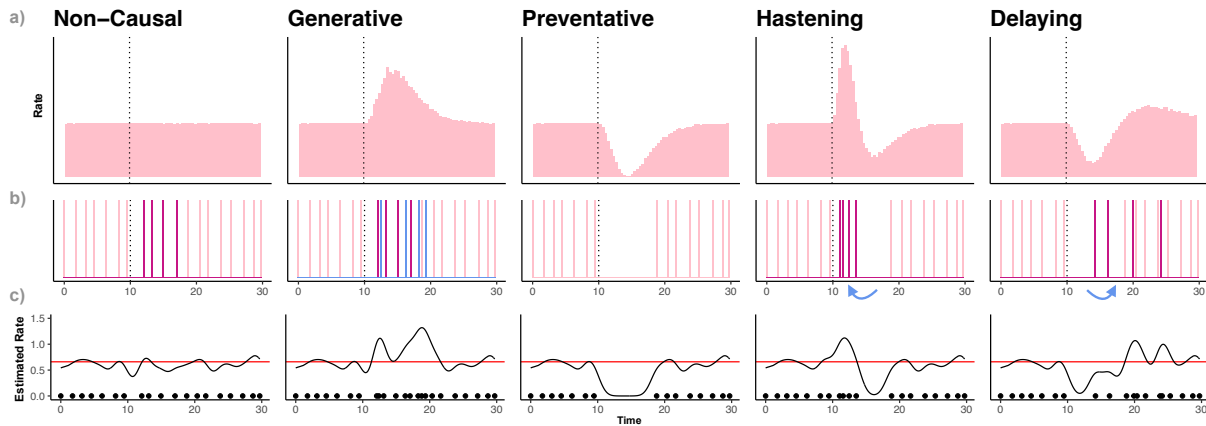 a)
Non−Causal
Generative
Preventative
Hastening
Delaying
Rate
b)
0 10 20 30
0 10 20 30
0 10 20 30
0 10 20 30
0 10 20 30
c)
Estimated Rate
1.5
1.0
0.5
0.0
0 10 20 30
0 10 20 30
0 10 20 30
0 10 20 30
0 10 20 30
Time